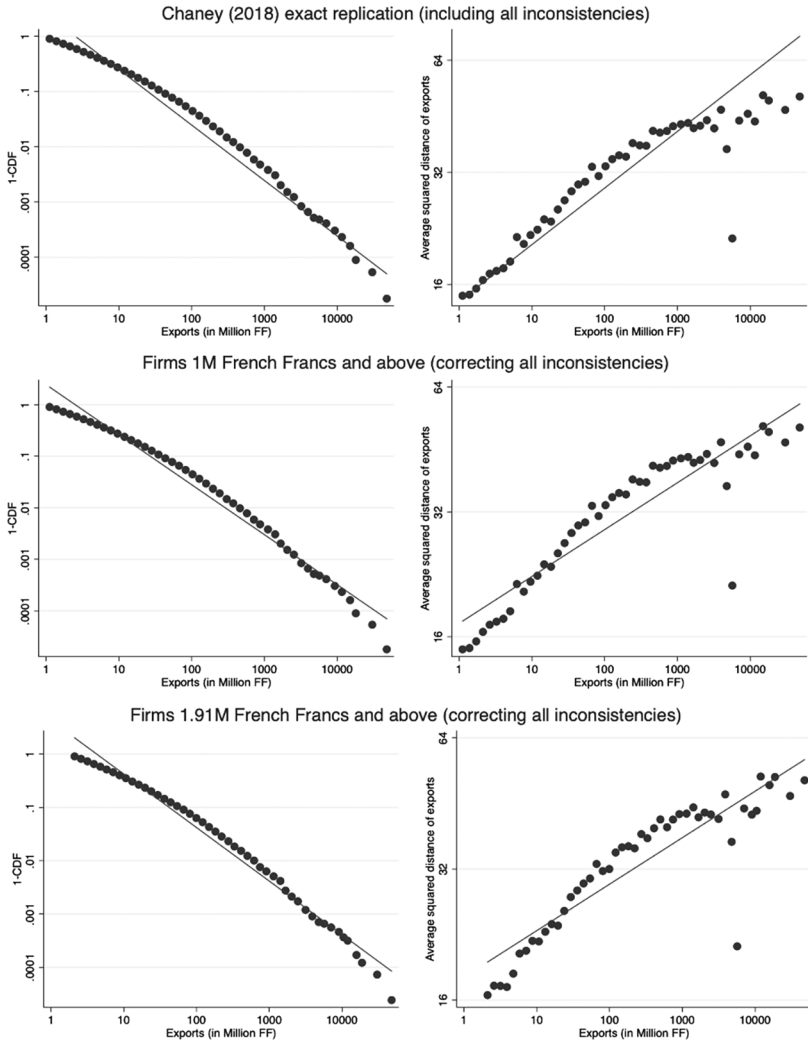 Chaney (2018) exact replication (including all inconsistencies)
1
.1
.01
.001
.0001
1-CDF
1 10 100 1000 10000
Exports (in Million FF)
64
32
16
Average squared distance of exports
1 10 100 1000 10000
Exports (in Million FF)
Firms 1M French Francs and above (correcting all inconsistencies)
1
.1
.01
.001
.0001
1-CDF
1 10 100 1000 10000
Exports (in Million FF)
64
32
16
Average squared distance of exports
1 10 100 1000 10000
Exports (in Million FF)
Firms 1.91M French Francs and above (correcting all inconsistencies)
1
.1
.01
.001
.0001
1-CDF
1 10 100 1000 10000
Exports (in Million FF)
64
32
16
Average squared distance of exports
1 10 100 1000 10000
Exports (in Million FF)